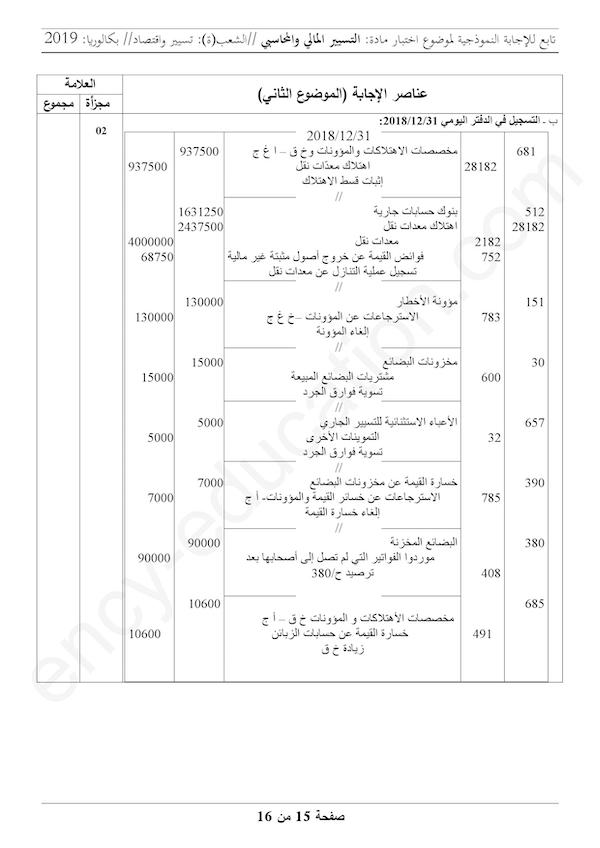 تابع للإجابة النموذجية لموضوع اختبار مادة: التسيير المالي والمحاسبي //الشعب(ة): تسيير واقتصاد// بكالوريا: 2019
عناصر الإجابة (الموضوع الثاني) العلامة
مجزأة مجموع
ب - التسجيل في الدفتر اليومي 2018/12/31:
02
2018/12/31
681 مخصصات الاهتلاكات والمؤونات وخ ق – ا غ ج 937500
28182 اهتلاك معدّات نقل 937500
إثبات قسط الاهتلاك
//
512 بنوك حسابات جارية 1631250
28182 اهتلاك معدات نقل 2437500
2182 معدات نقل 4000000
752 فوائض القيمة عن خروج أصول مثبتة غير مالية 68750
تسجيل عملية التنازل عن معدات نقل
//
151 مؤونة الأخطار 130000
783 الاسترجاعات عن المؤونات –خ غ ج 130000
إلغاء المؤونة
//
30 مخزونات البضائع 15000
600 مشتريات البضائع المبيعة 15000
تسوية فوارق الجرد
//
657 الأعباء الاستثنائية للتسيير الجاري 5000
32 التموينات الأخرى 5000
تسوية فوارق الجرد
//
390 خسارة القيمة عن مخزونات البضائع 7000
785 الاسترجاعات عن خسائر القيمة والمؤونات- أ ج 7000
إلغاء خسارة القيمة
//
380 البضائع المخزنة 90000
موردوا الفواتير التي لم تصل إلى أصحابها بعد 90000
408 ترصيد ح/380
685 10600
مخصصات الأهتلاكات و المؤونات خ ق – أ ج
491 خسارة القيمة عن حسابات الزبائن 10600
زيادة خ ق
صفحة 15 من 16
ency-education.com